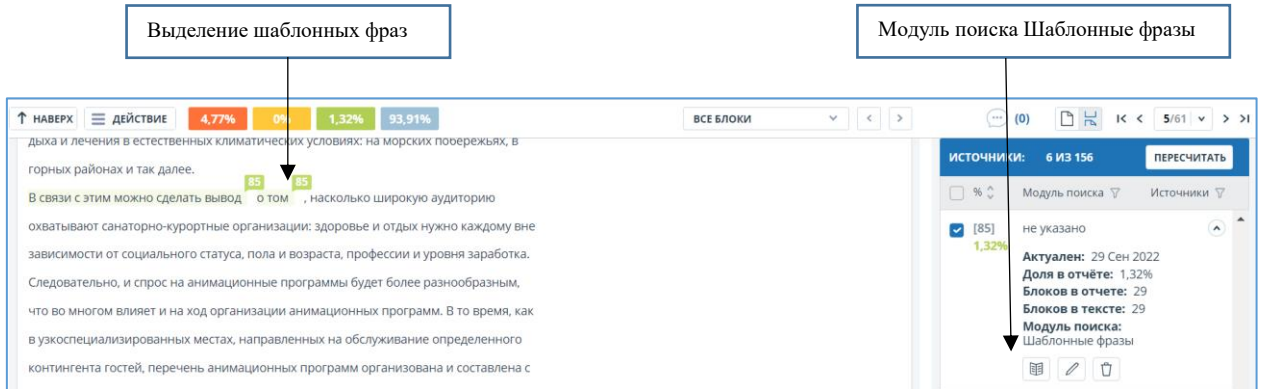 Выделение шаблонных фраз
Модуль поиска Шаблонные фразы
НАВЕРХ ДЕЙСТВИЕ 4,77% 0% 1,32% 93,91% ВСЕ БЛОКИ (0) 5/61
дыха и лечения в естественных климатических условиях: на морских побережьях, в
горных районах и так далее.
85 85
В связи с этим можно сделать вывод о том , насколько широкую аудиторию
охватывают санаторно-курортные организации: здоровье и отдых нужно каждому вне
зависимости от социального статуса, пола и возраста, профессии и уровня заработка.
Следовательно, и спрос на анимационные программы будет более разнообразным,
что во многом влияет и на ход организации анимационных программ. В то время, как
в узкоспециализированных местах, направленных на обслуживание определенного
контингента гостей, перечень анимационных программ организована и составлена с
ИСТОЧНИКИ: 6 ИЗ 156 ПЕРЕСЧИТАТЬ
% Модуль поиска Источники
[85] не указано
1,32%
Актуален: 29 Сен 2022
Доля в отчёте: 1,32%
Блоков в отчете: 29
Блоков в тексте: 29
Модуль поиска:
Шаблонные фразы